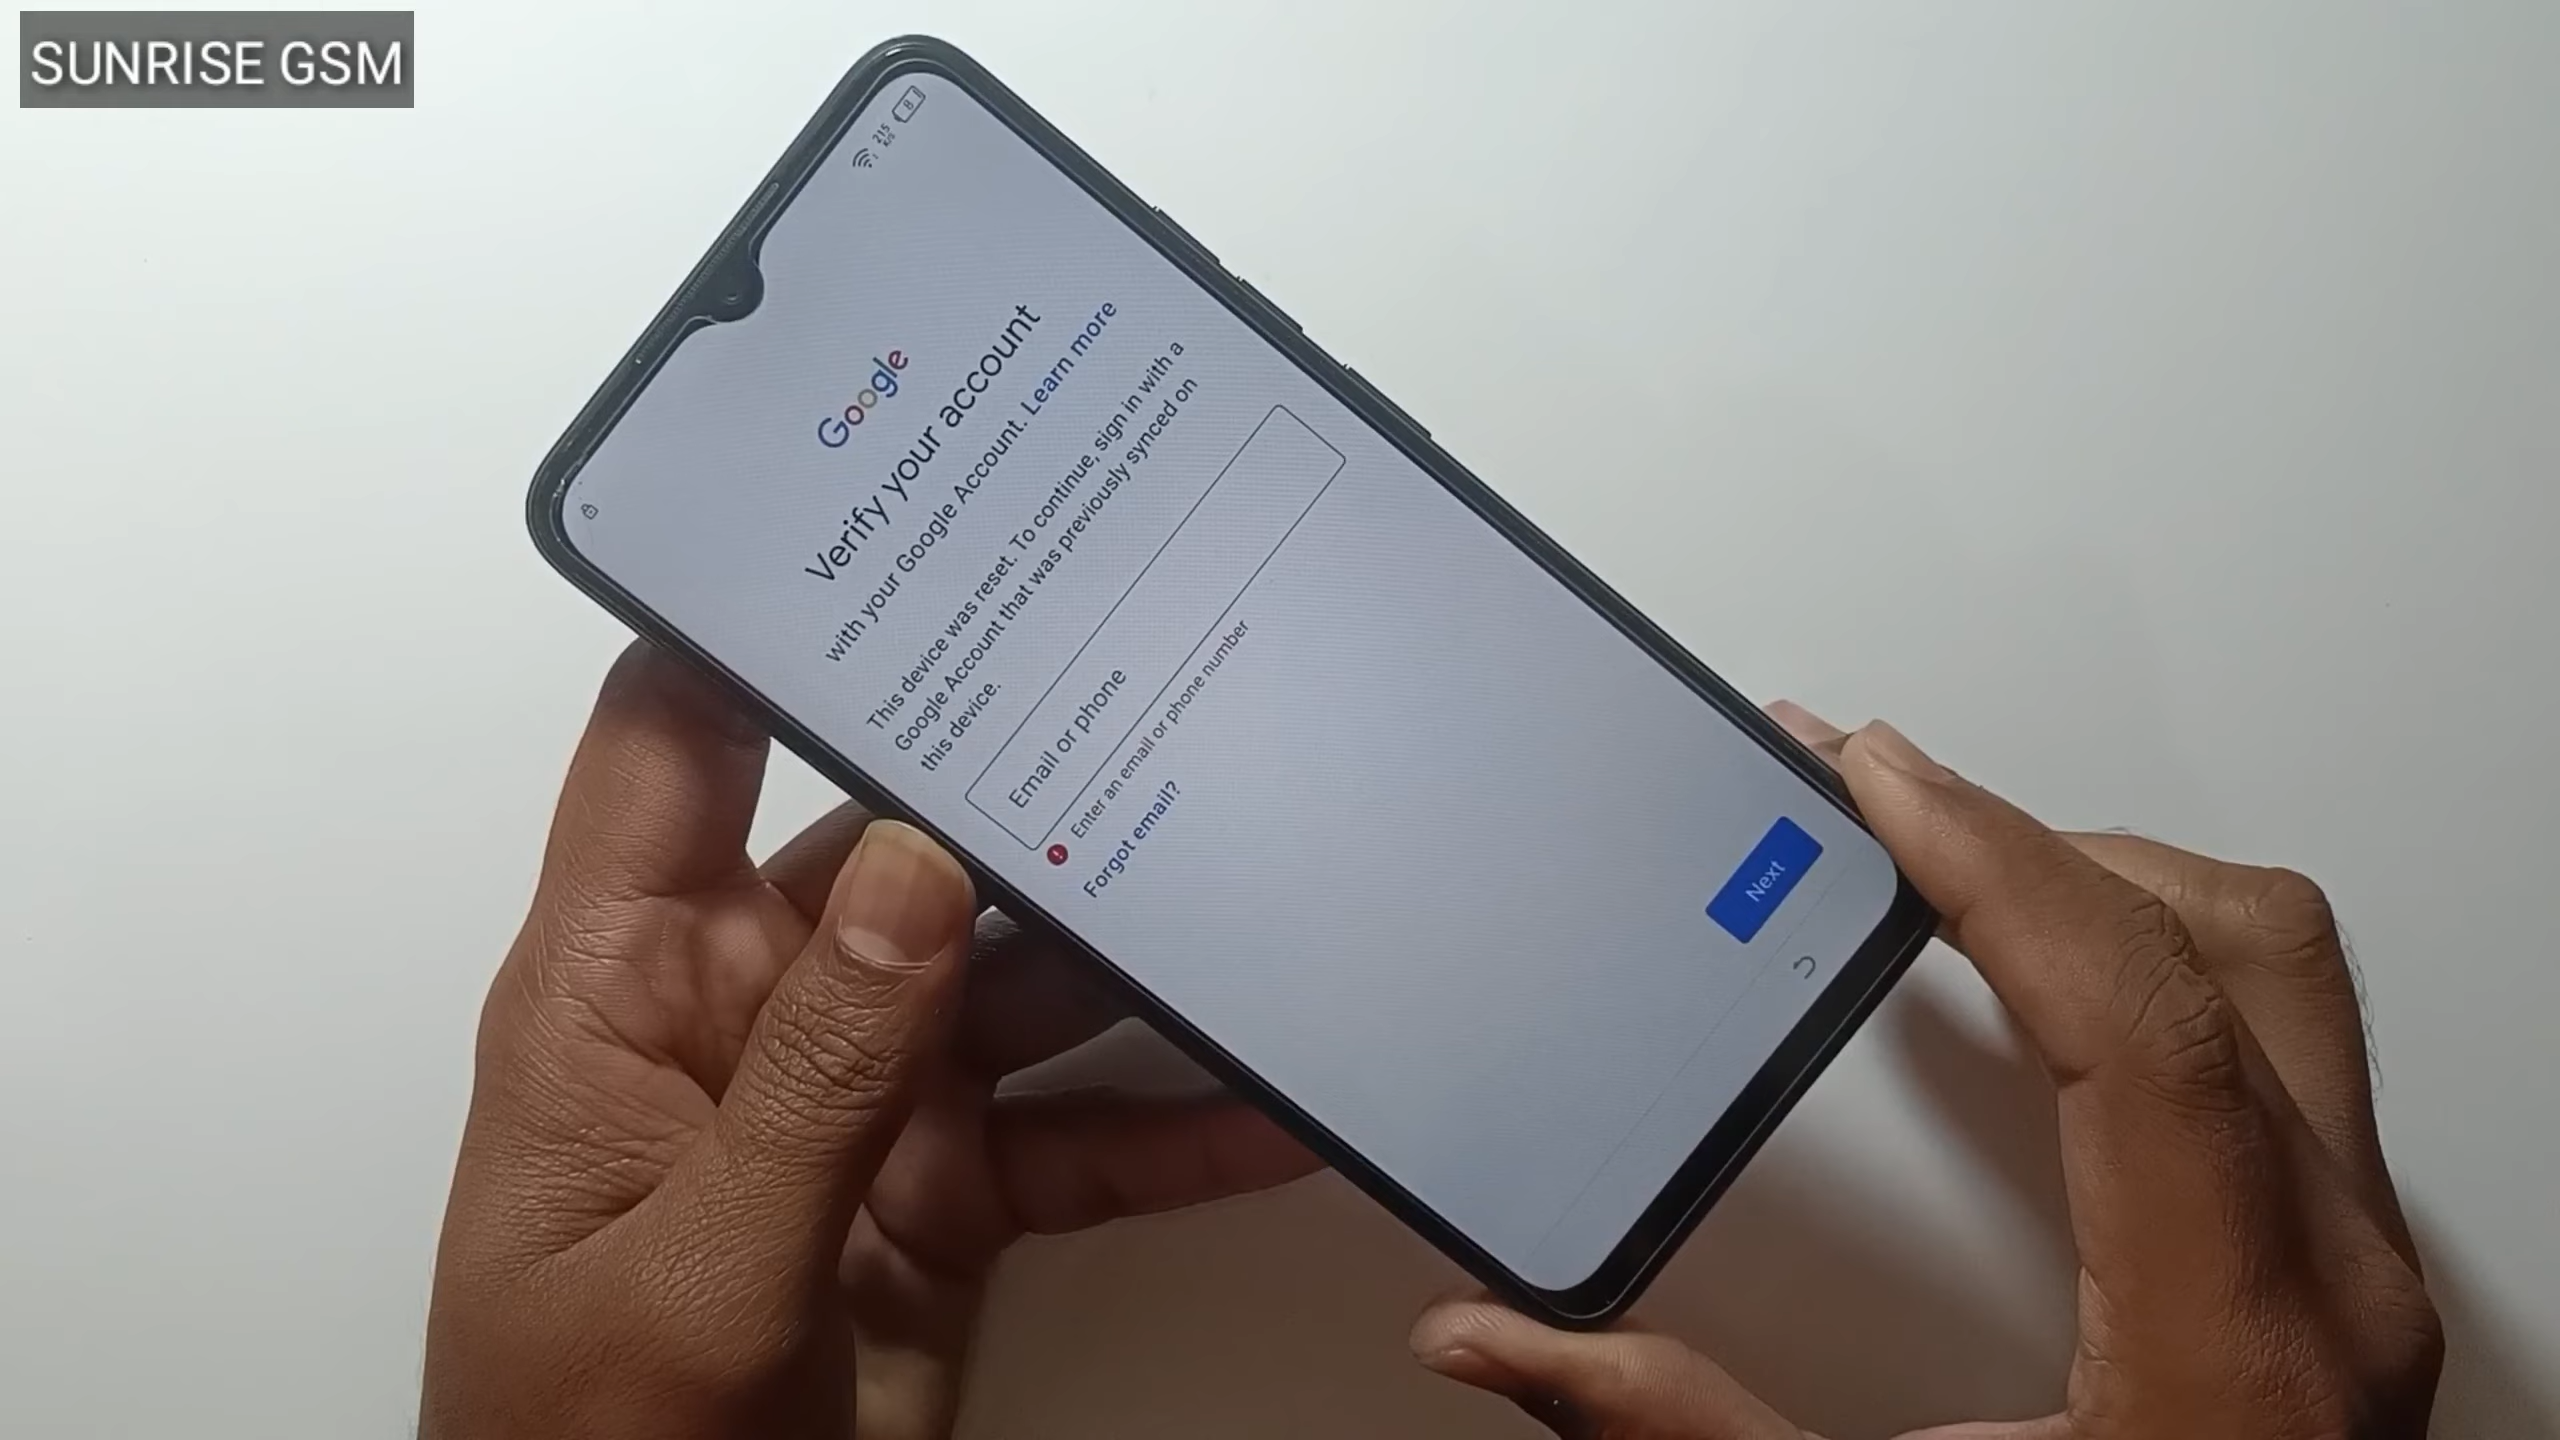 SUNRISE GSM
215
K/S
81
Google
Verify your account
with your Google Account. Learn more
This device was reset. To continue, sign in with a
Google Account that was previously synced on
this device.
Email or phone
Enter an email or phone number
Forgot email?
Next